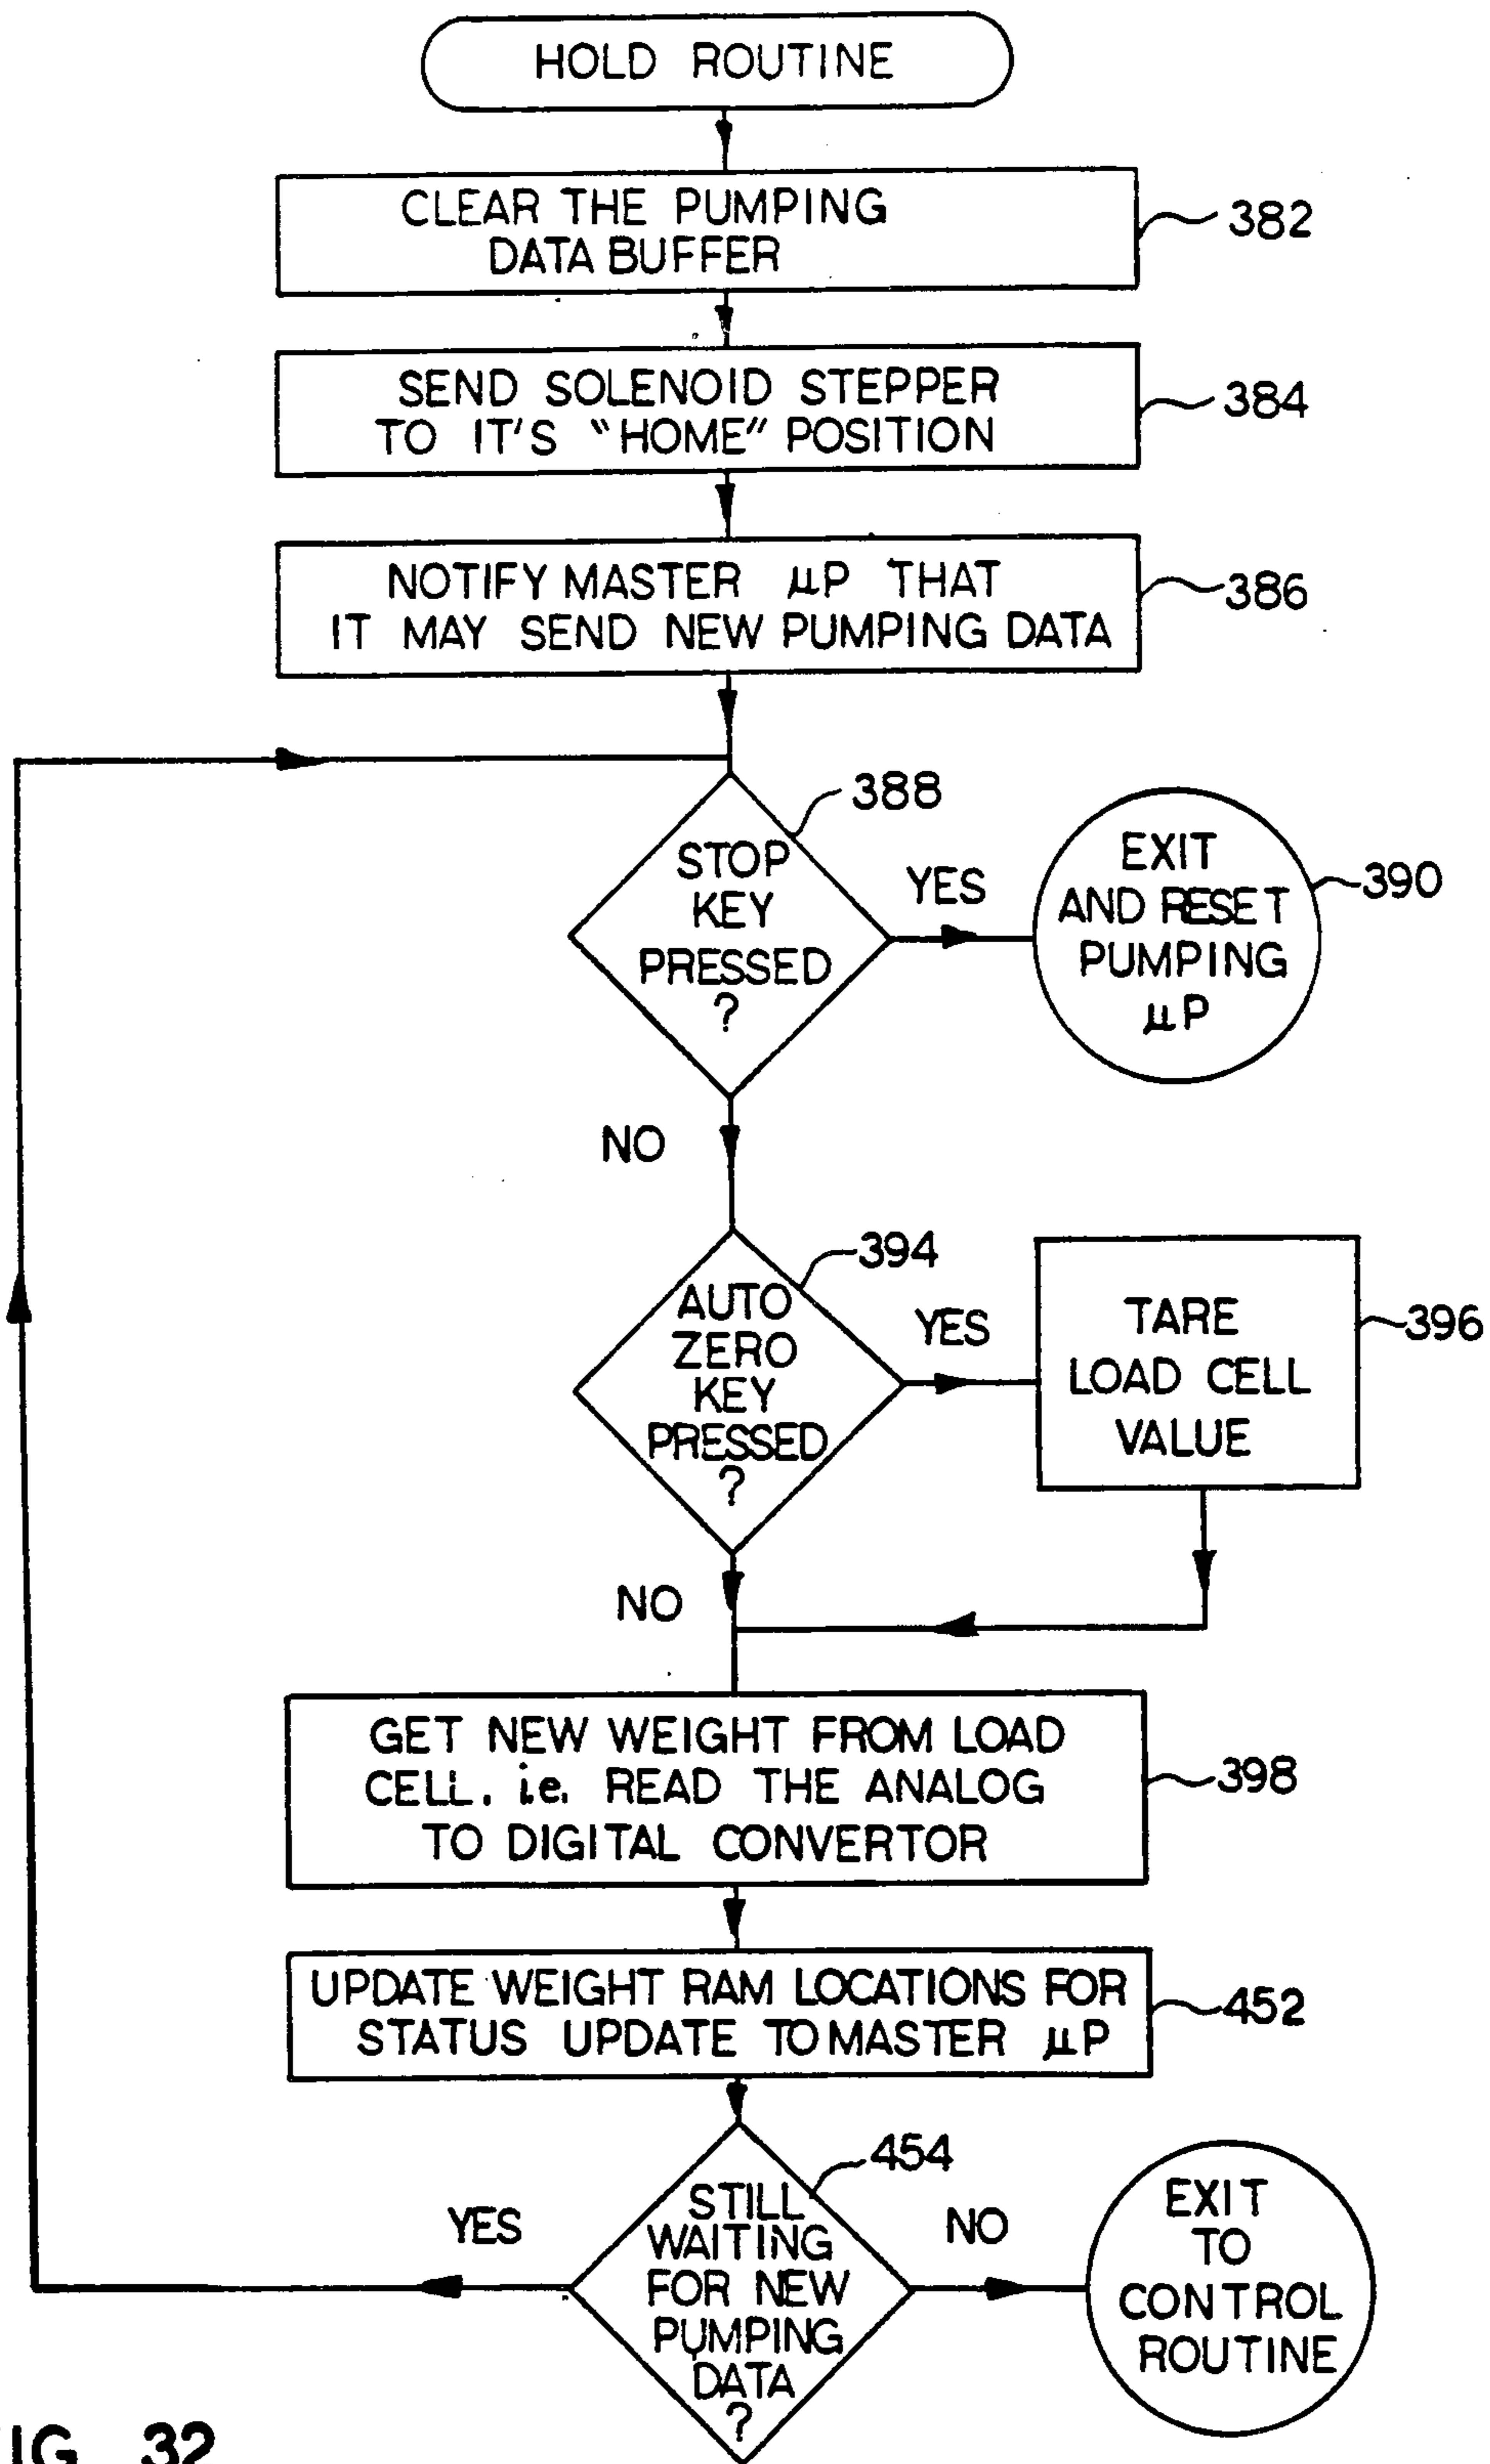 HOLD ROUTINE
CLEAR THE PUMPING
DATA BUFFER
382
SEND SOLENOID STEPPER
TO IT'S "HOME" POSITION
384
NOTIFY MASTER μP THAT
IT MAY SEND NEW PUMPING DATA
386
388
STOP
KEY
PRESSED
?
YES
EXIT
AND RESET
PUMPING
μP
390
NO
394
AUTO
ZERO
KEY
PRESSED
?
YES
TARE
LOAD CELL
VALUE
396
NO
GET NEW WEIGHT FROM LOAD
CELL. i.e. READ THE ANALOG
TO DIGITAL CONVERTOR
398
UPDATE WEIGHT RAM LOCATIONS FOR
STATUS UPDATE TO MASTER μP
452
454
STILL
WAITING
FOR NEW
PUMPING
DATA
?
YES
NO
EXIT
TO
CONTROL
ROUTINE
IG. 32